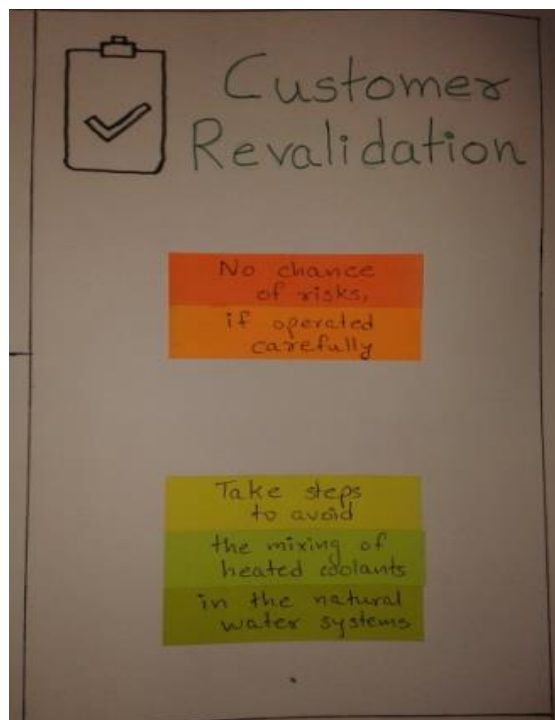 Customer
Revalidation
No chance
of risks,
if operated
carefully
Take steps
to avoid
the mixing of
heated coolants
in the natural
water systems